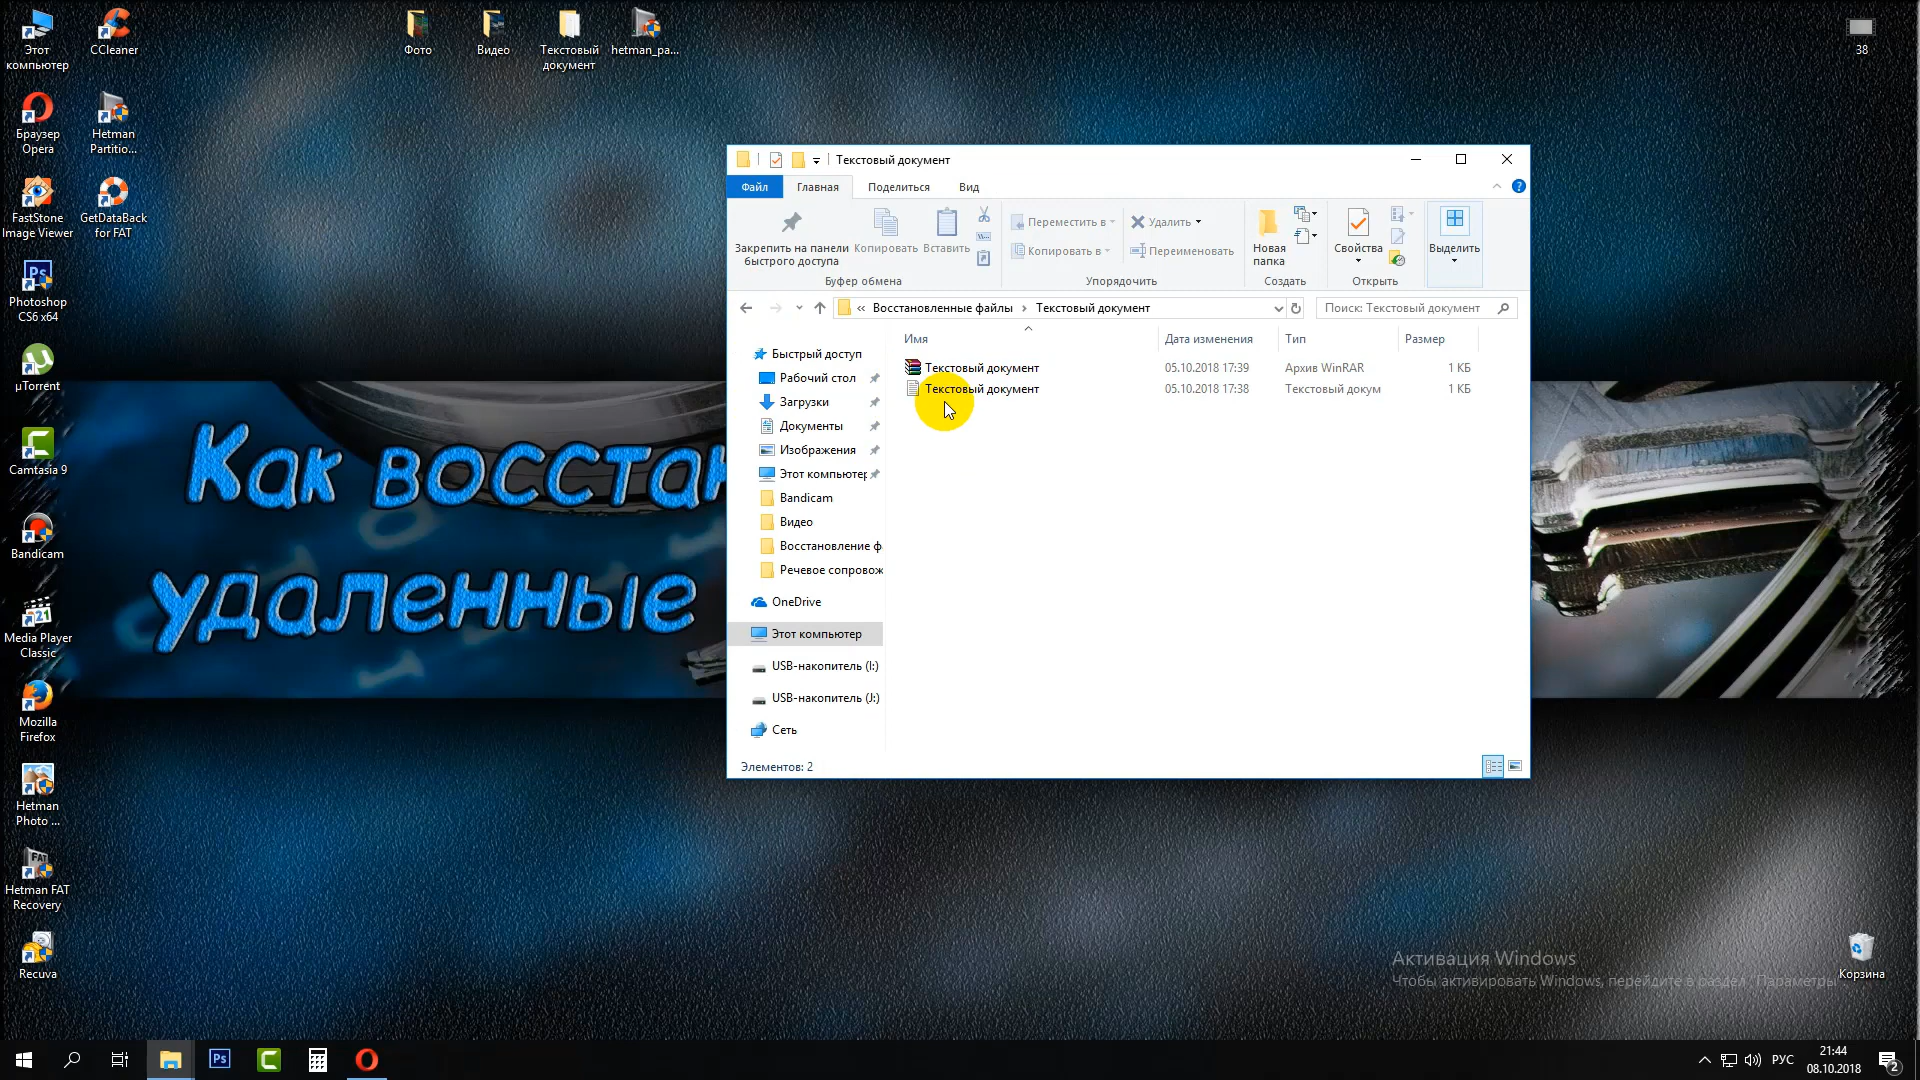 Этот
компьютер
CCleaner
Фото
Видео
Текстовый
документ
hetman_pa...
38
Браузер
Opera
Hetman
Partitio...
FastStone
Image Viewer
GetDataBack
for FAT
Photoshop
CS6 x64
µTorrent
Camtasia 9
Bandicam
Media Player
Classic
Mozilla
Firefox
Hetman
Photo ...
Hetman FAT
Recovery
Recuva
Как восстан
удаленные
Текстовый документ
Файл
Главная
Поделиться
Вид
Закрепить на панели
быстрого доступа
Копировать
Вставить
Переместить в
Копировать в
Удалить
Переименовать
Новая
папка
Свойства
Выделить
Буфер обмена
Упорядочить
Создать
Открыть
« Восстановленные файлы › Текстовый документ
Поиск: Текстовый документ
Имя
Дата изменения
Тип
Размер
Текстовый документ 05.10.2018 17:39 Архив WinRAR 1 КБ
Текстовый документ 05.10.2018 17:38 Текстовый докум 1 КБ
Быстрый доступ
Рабочий стол
Загрузки
Документы
Изображения
Этот компьютер
Bandicam
Видео
Восстановление ф
Речевое сопровож
OneDrive
Этот компьютер
USB-накопитель (I:)
USB-накопитель (J:)
Сеть
Элементов: 2
Активация Windows
Чтобы активировать Windows, перейдите в раздел "Параметры".
Корзина
Ps
РУС
21:44
08.10.2018
2